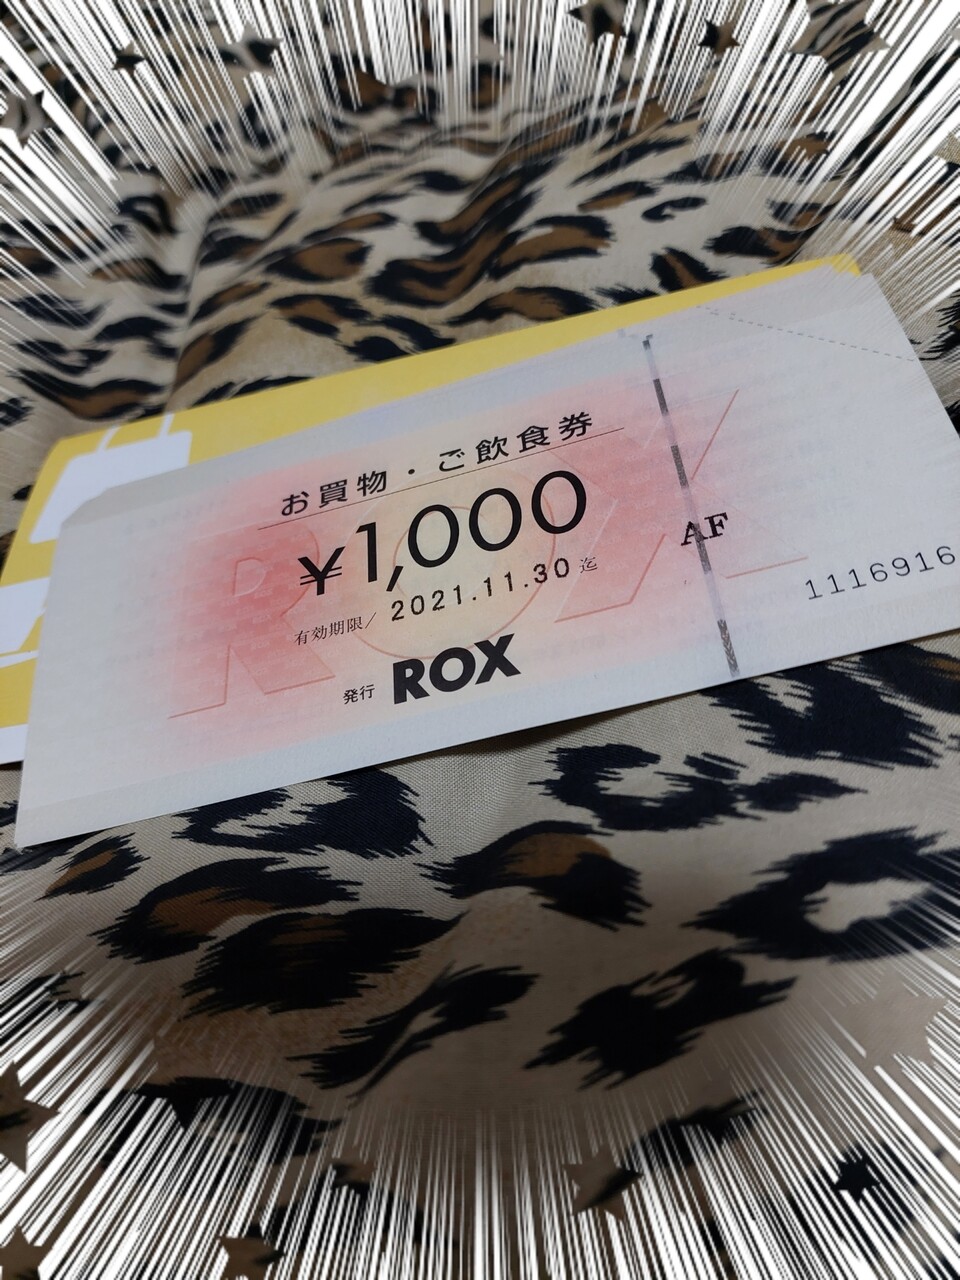 お買物・ご飲食券
¥1,000
有効期限/ 2021.11.30 迄
発行 ROX
AF
1116916
ROX